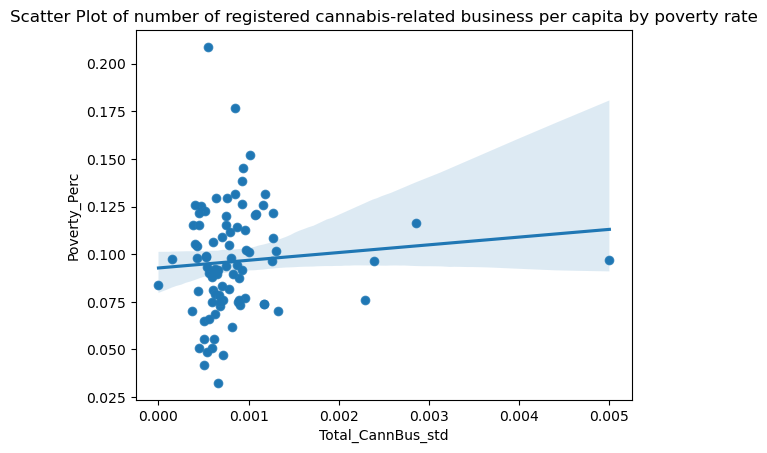 Scatter Plot of number of registered cannabis-related business per capita by poverty rate
0.200
0.175
0.150
0.125
0.100
0.075
0.050
0.025
Poverty_Perc
0.000 0.001 0.002 0.003 0.004 0.005
Total_CannBus_std